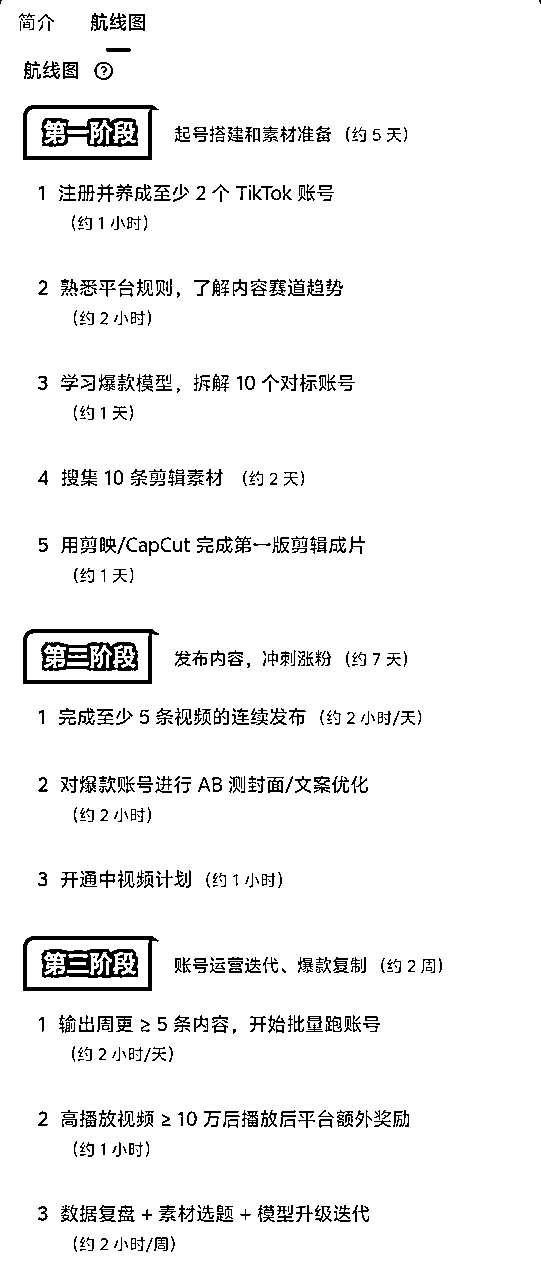 简介 航线图
航线图 ?
第一阶段 起号搭建和素材准备（约 5 天）
1 注册并养成至少 2 个 TikTok 账号
（约 1 小时）
2 熟悉平台规则，了解内容赛道趋势
（约 2 小时）
3 学习爆款模型，拆解 10 个对标账号
（约 1 天）
4 搜集 10 条剪辑素材 （约 2 天）
5 用剪映/CapCut 完成第一版剪辑成片
（约 1 天）
第二阶段 发布内容，冲刺涨粉（约 7 天）
1 完成至少 5 条视频的连续发布（约 2 小时/天）
2 对爆款账号进行 AB 测封面/文案优化
（约 2 小时）
3 开通中视频计划（约 1 小时）
第三阶段 账号运营迭代、爆款复制（约 2 周）
1 输出周更 ≥ 5 条内容，开始批量跑账号
（约 2 小时/天）
2 高播放视频 ≥ 10 万后播放后平台额外奖励
（约 1 小时）
3 数据复盘 + 素材选题 + 模型升级迭代
（约 2 小时/周）